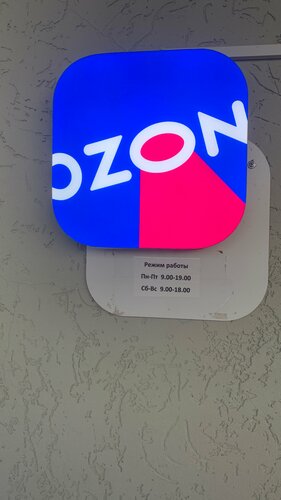 OZON
Режим работы
Пн-Пт 9.00-19.00
Сб-Вс 9.00-18.00